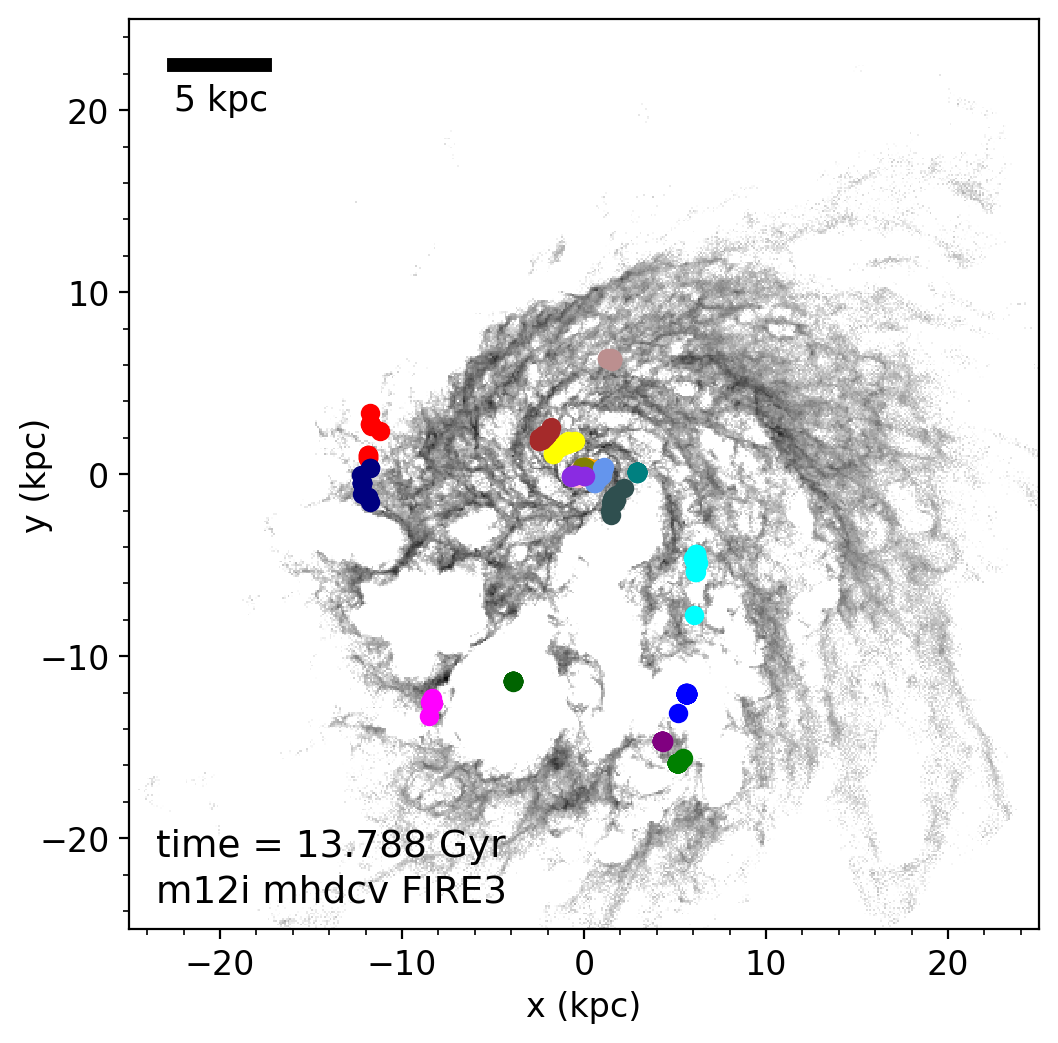 5 kpc
20
10
0
−10
−20
y (kpc)
time = 13.788 Gyr
m12i mhdcv FIRE3
−20 −10 0 10 20
x (kpc)